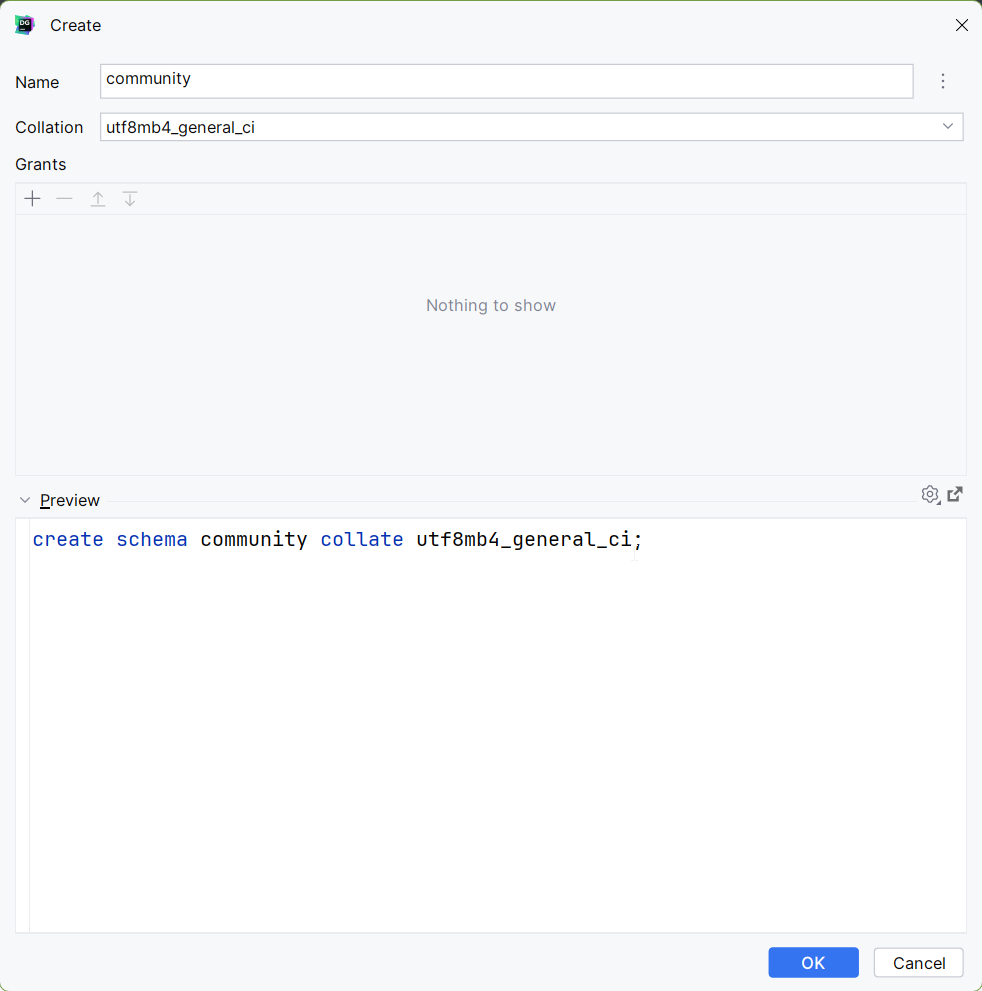 Create
Name community
Collation utf8mb4_general_ci
Grants
Nothing to show
Preview
create schema community collate utf8mb4_general_ci;
OK Cancel